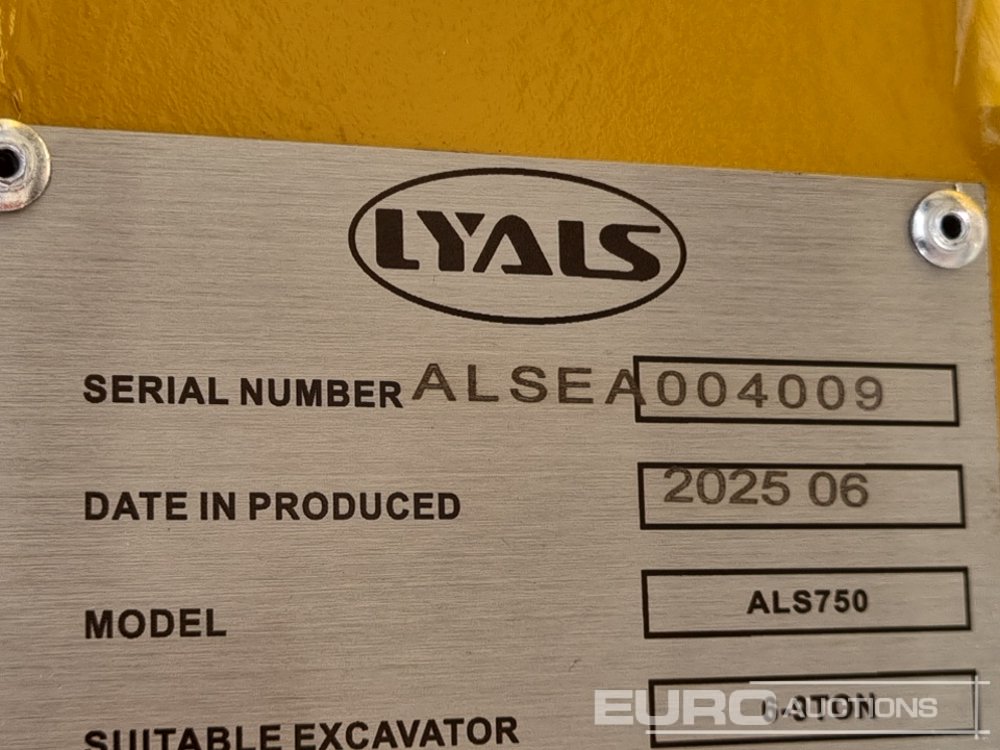 LYALS
SERIAL NUMBER ALSEA004009
DATE IN PRODUCED 2025 06
MODEL ALS750
SUITABLE EXCAVATOR
EURO AUCTIONS